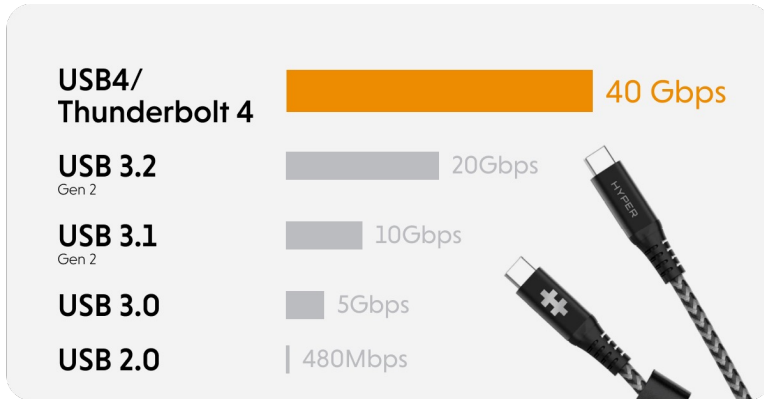 USB4/
Thunderbolt 4
40 Gbps
USB 3.2
Gen 2
20Gbps
USB 3.1
Gen 2
10Gbps
USB 3.0
5Gbps
USB 2.0
480Mbps
HYPER